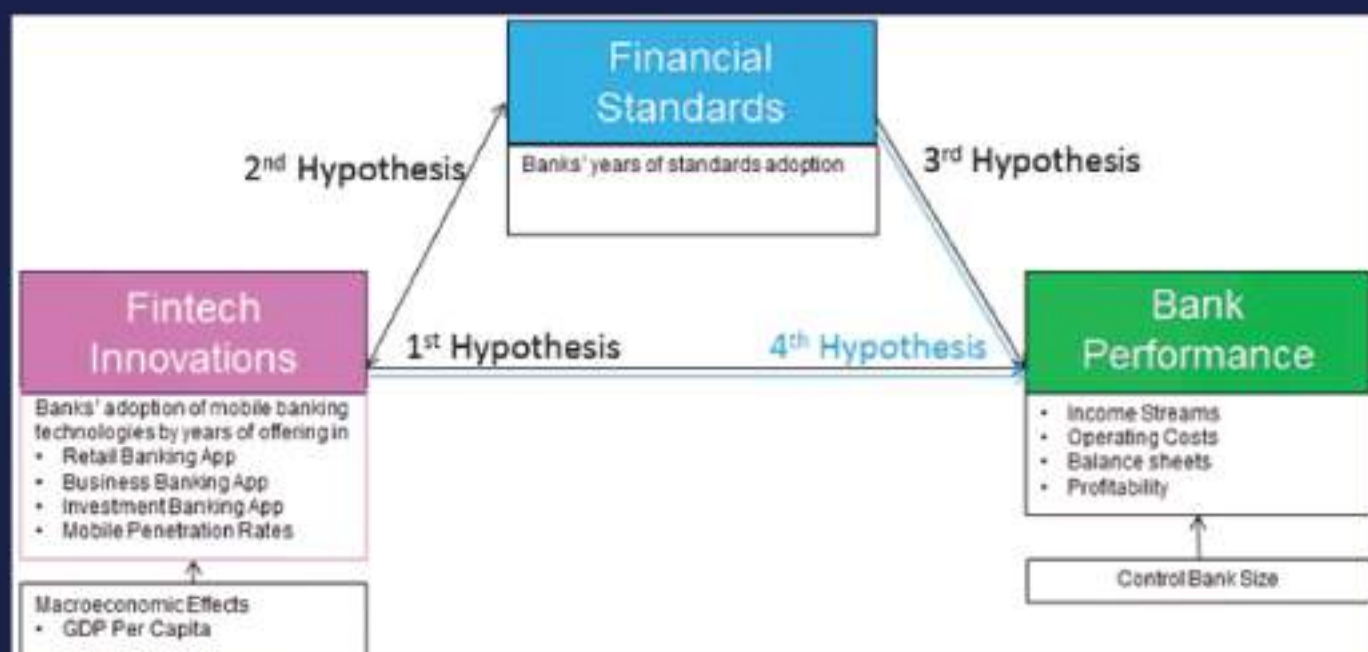 Financial
Standards
Banks' years of standards adoption
2nd Hypothesis
3rd Hypothesis
Fintech
Innovations
1st Hypothesis
4th Hypothesis
Bank
Performance
Banks' adoption of mobile banking
technologies by years of offering in
• Retail Banking App
• Business Banking App
• Investment Banking App
• Mobile Penetration Rates
• Income Streams
• Operating Costs
• Balance sheets
• Profitability
Control Bank Size
Macroeconomic Effects
• GDP Per Capita